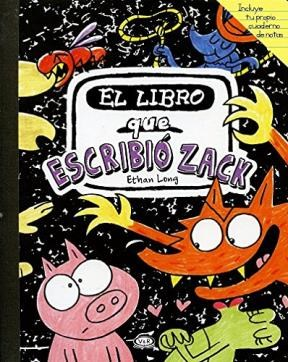 Incluye
tu propio
cuaderno
de notas
EL LIBRO
que
ESCRIBIÓ ZACK
Ethan Long
V&R